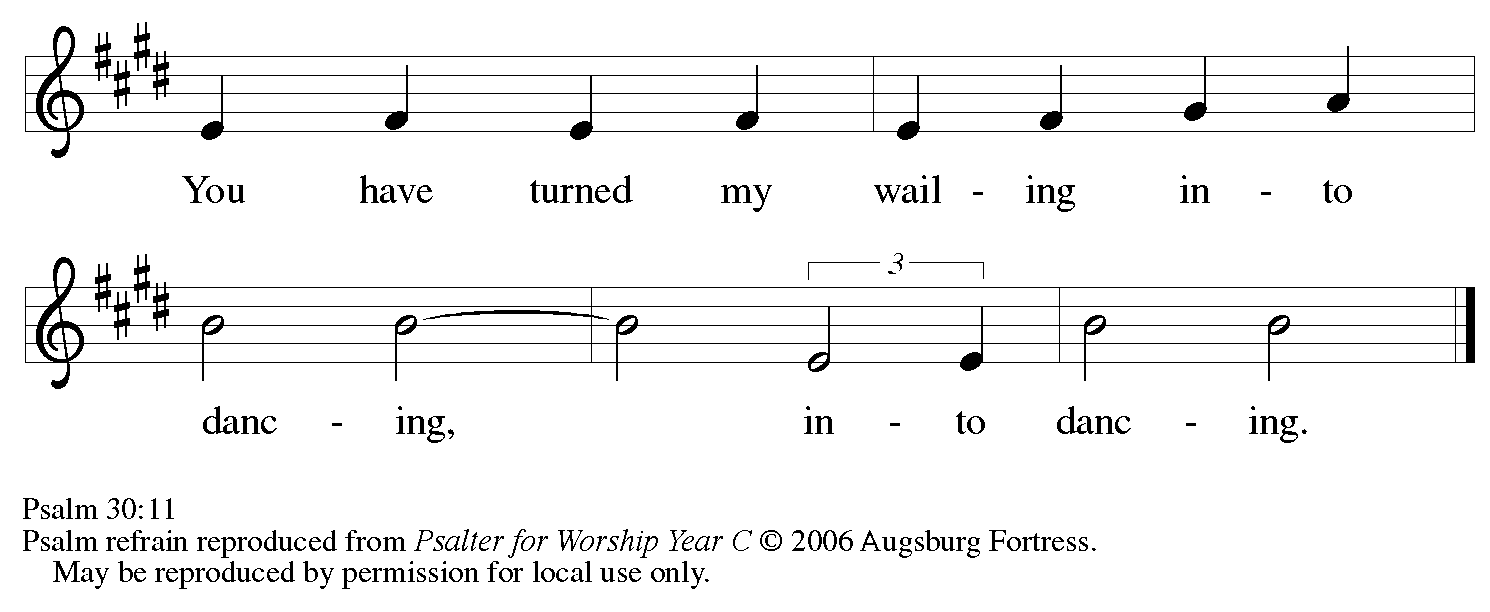 You have turned my wail - ing in - to
3
danc - ing, in - to danc - ing.
Psalm 30:11
Psalm refrain reproduced from Psalter for Worship Year C © 2006 Augsburg Fortress.
May be reproduced by permission for local use only.